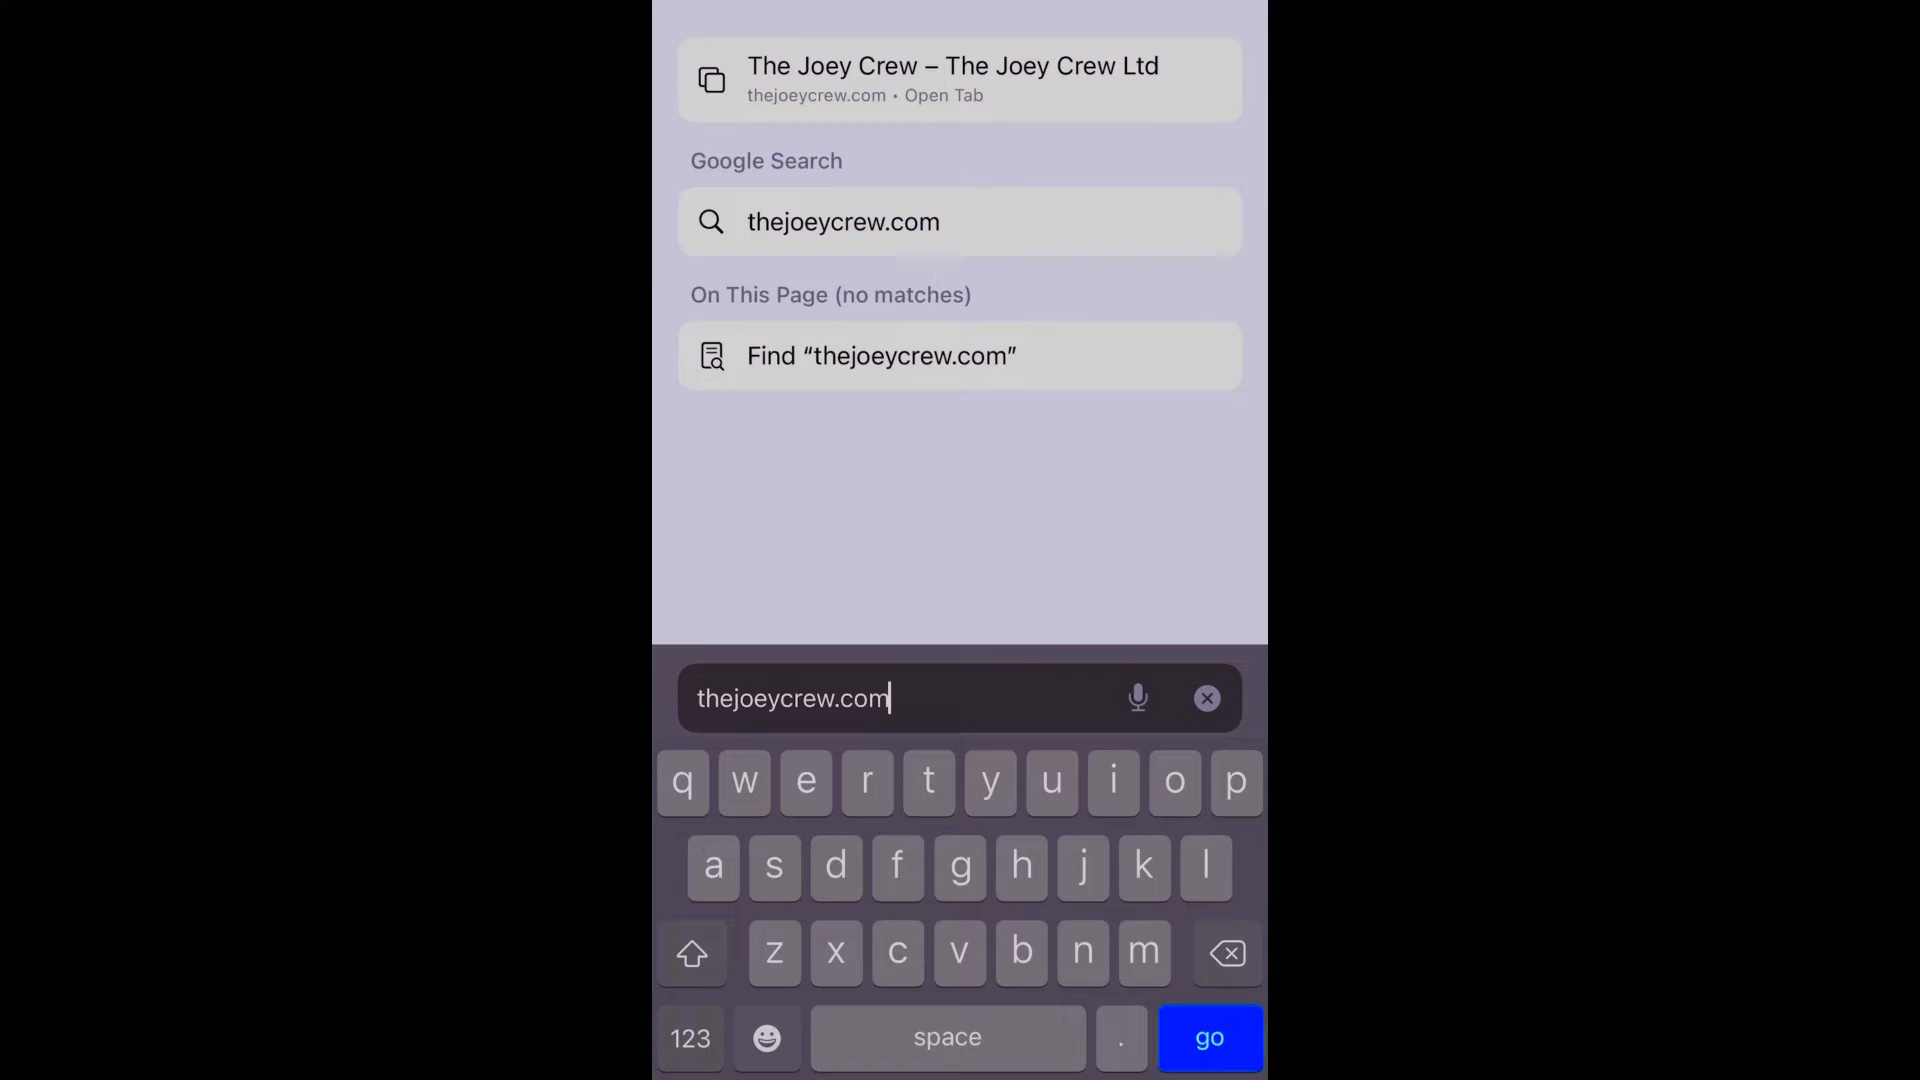 The Joey Crew – The Joey Crew Ltd
thejoeycrew.com • Open Tab
Google Search
thejoeycrew.com
On This Page (no matches)
Find “thejoeycrew.com”
thejoeycrew.com
q w e r t y u i o p
a s d f g h j k l
z x c v b n m
123 space . go